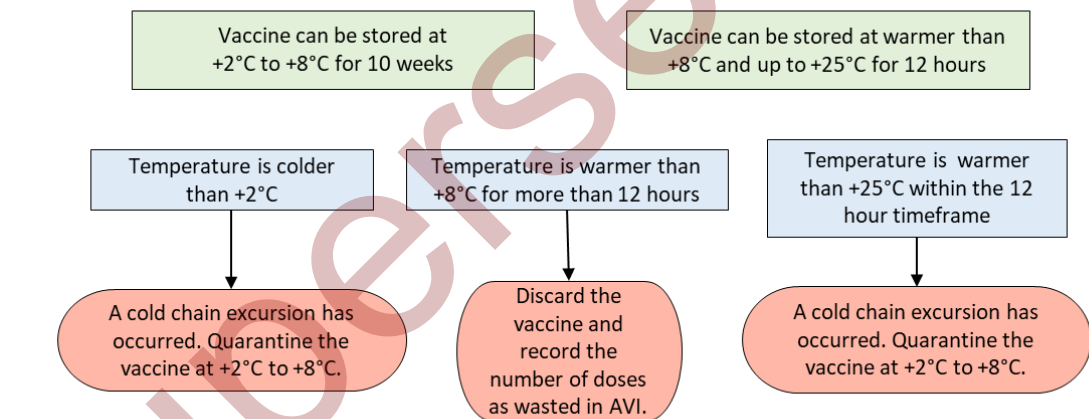 Vaccine can be stored at
+2°C to +8°C for 10 weeks
Vaccine can be stored at warmer than
+8°C and up to +25°C for 12 hours
Temperature is colder
than +2°C
Temperature is warmer than
+8°C for more than 12 hours
Temperature is warmer
than +25°C within the 12
hour timeframe
A cold chain excursion has
occurred. Quarantine the
vaccine at +2°C to +8°C.
Discard the
vaccine and
record the
number of doses
as wasted in AVI.
A cold chain excursion has
occurred. Quarantine the
vaccine at +2°C to +8°C.
perse